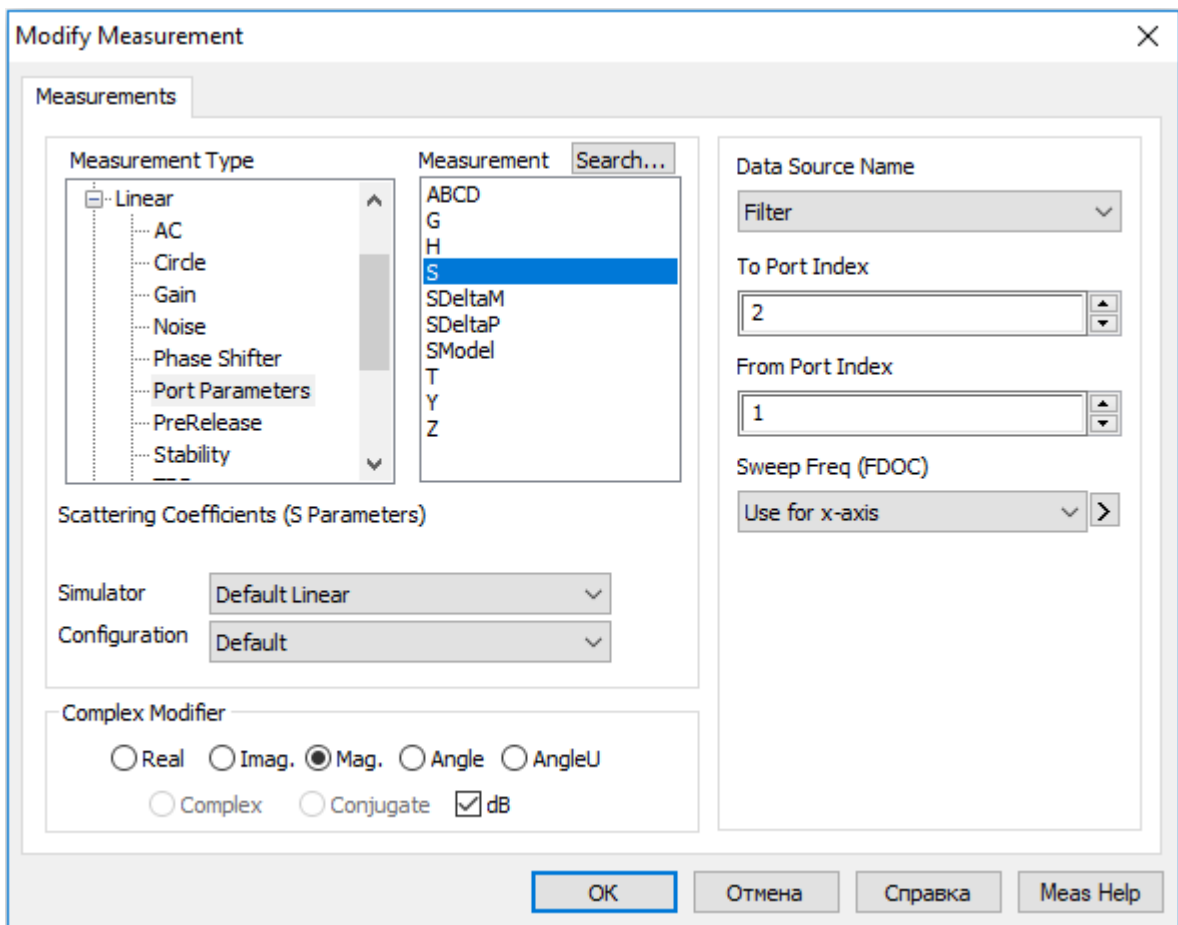 Modify Measurement
Measurements
Measurement Type
Linear
AC
Circle
Gain
Noise
Phase Shifter
Port Parameters
PreRelease
Stability
Measurement Search...
ABCD
G
H
S
SDeltaM
SDeltaP
SModel
T
Y
Z
Scattering Coefficients (S Parameters)
Simulator Default Linear
Configuration Default
Complex Modifier
Real Imag. Mag. Angle AngleU
Complex Conjugate dB
Data Source Name
Filter
To Port Index
2
From Port Index
1
Sweep Freq (FDOC)
Use for x-axis >
OK Отмена Справка Meas Help